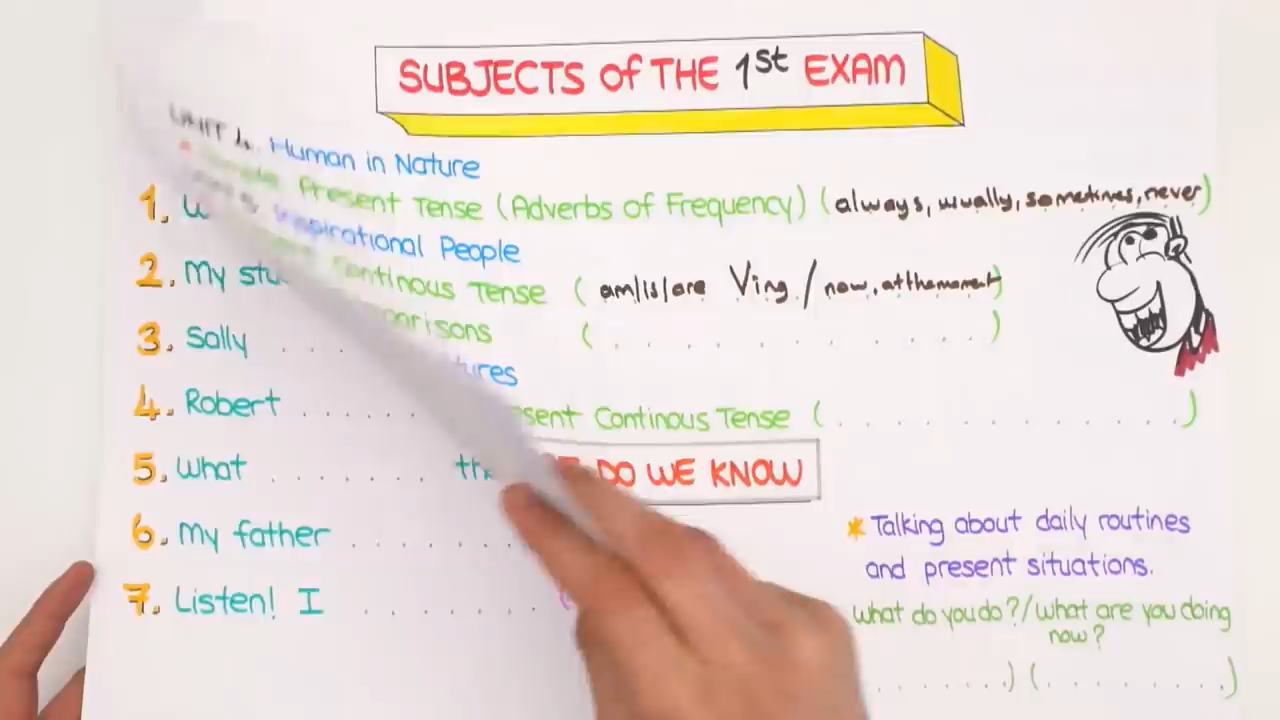 SUBJECTS Of THE 1st EXAM
Human in Nature
Present Tense (Adverbs of Frequency) (always, usually, sometimes, never)
1.
Inspirational People
2. My
Continous Tense ( am/is/are Ving / now, at the moment )
3. Sally . . . .
( . . . . . . . . . . . . )
4. Robert . . . . . . .
Continous Tense ( . . . . . . . . . . . . . )
5. What . . . . . . .
DO WE KNOW
6. My father . . . . . . . . .
* Talking about daily routines
and present situations.
7. Listen! I . . . . . . . . .
What do you do? / What are you doing
now?
. . . . . . . ) ( . . . . . . . . . )